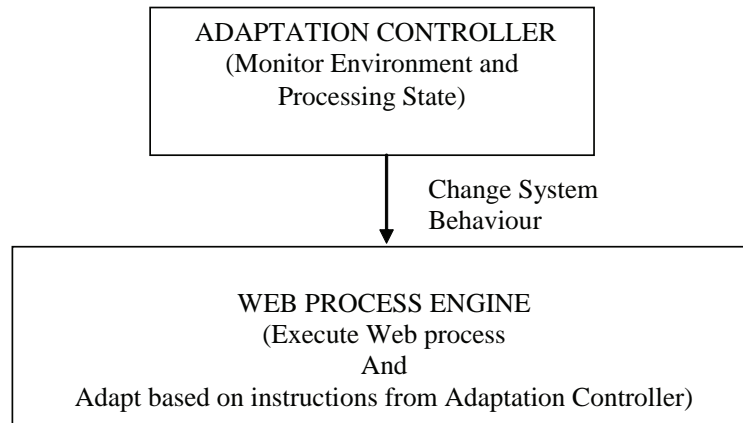 ADAPTATION CONTROLLER
(Monitor Environment and
Processing State)
Change System
Behaviour
WEB PROCESS ENGINE
(Execute Web process
And
Adapt based on instructions from Adaptation Controller)